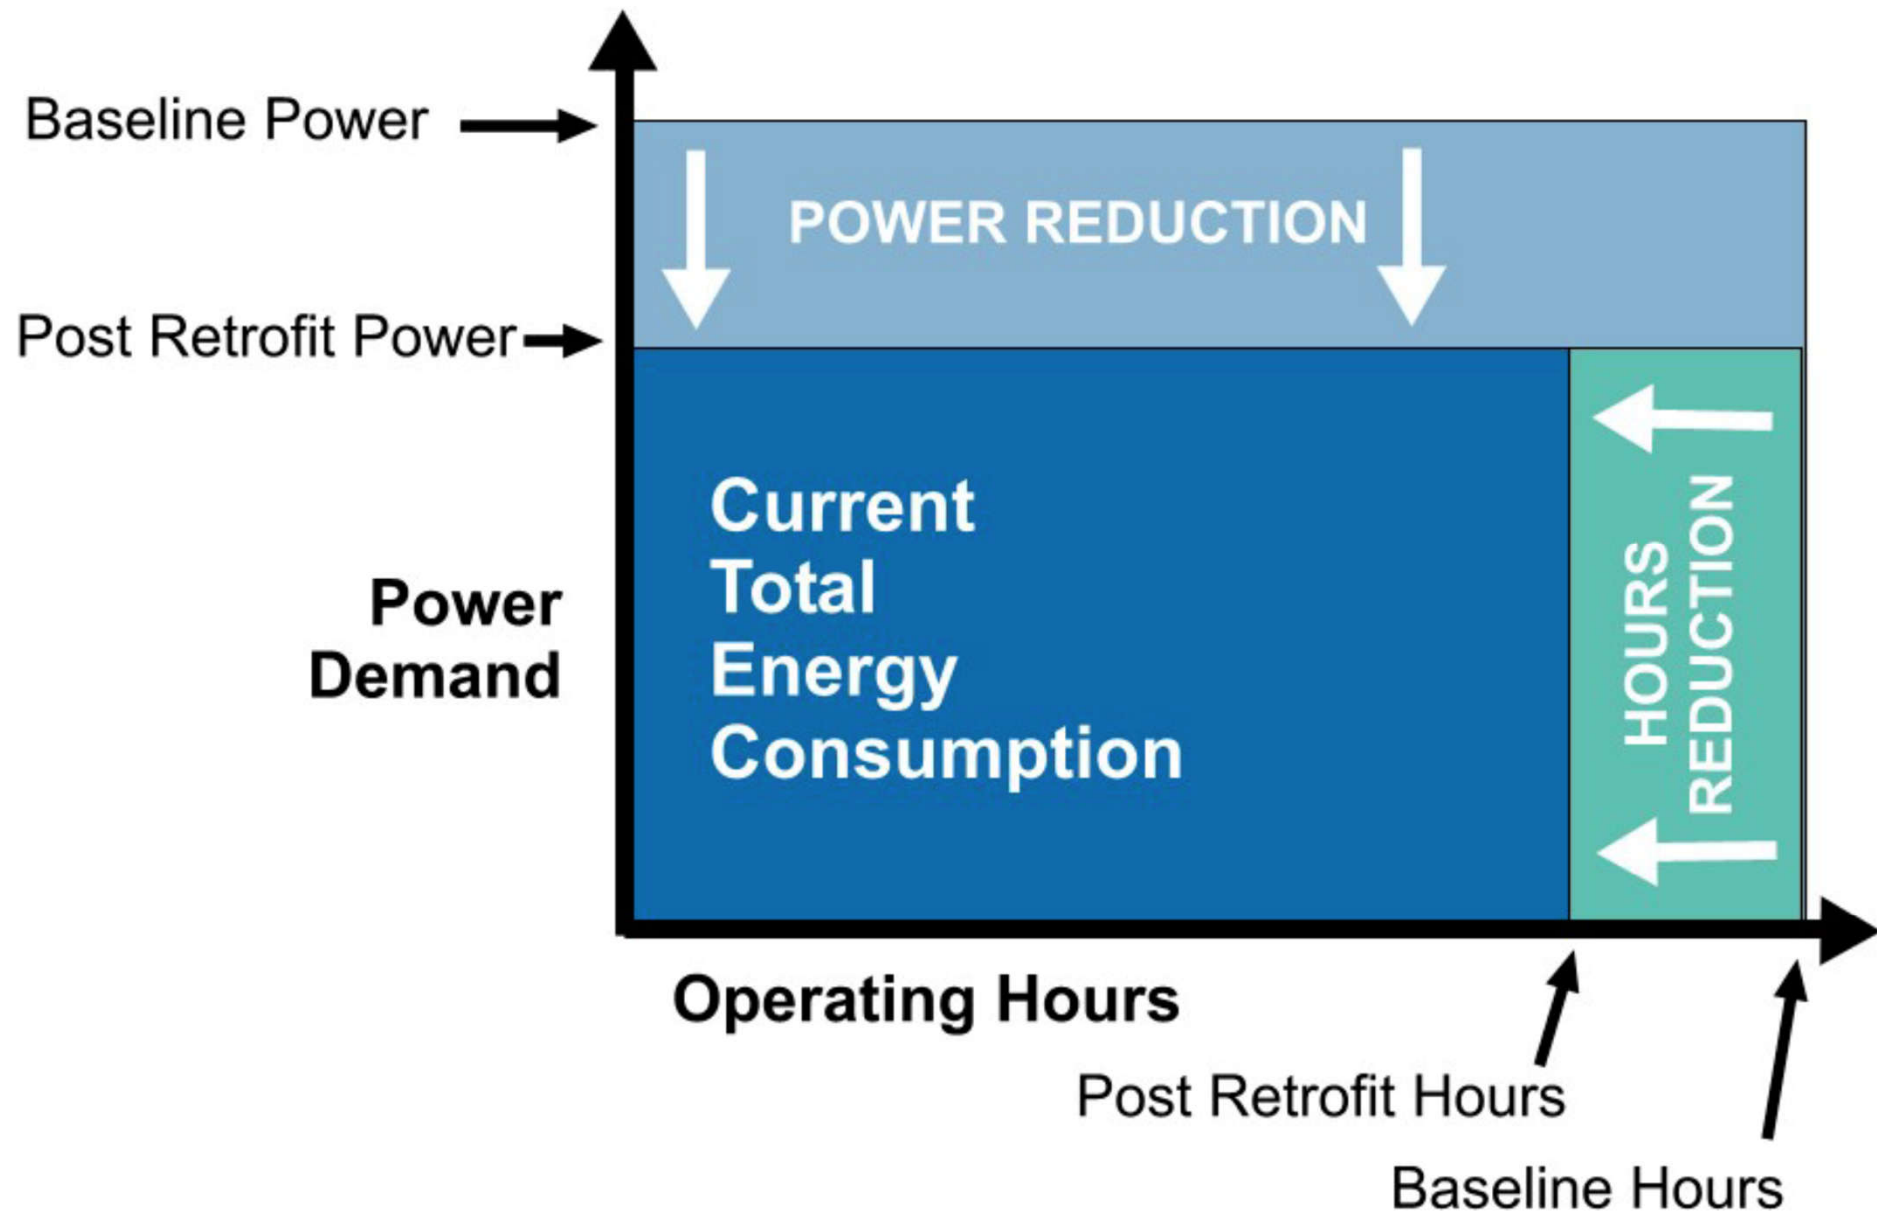 Baseline Power
POWER REDUCTION
Post Retrofit Power
Current
Total
Energy
Consumption
HOURS
REDUCTION
Power
Demand
Operating Hours
Post Retrofit Hours
Baseline Hours